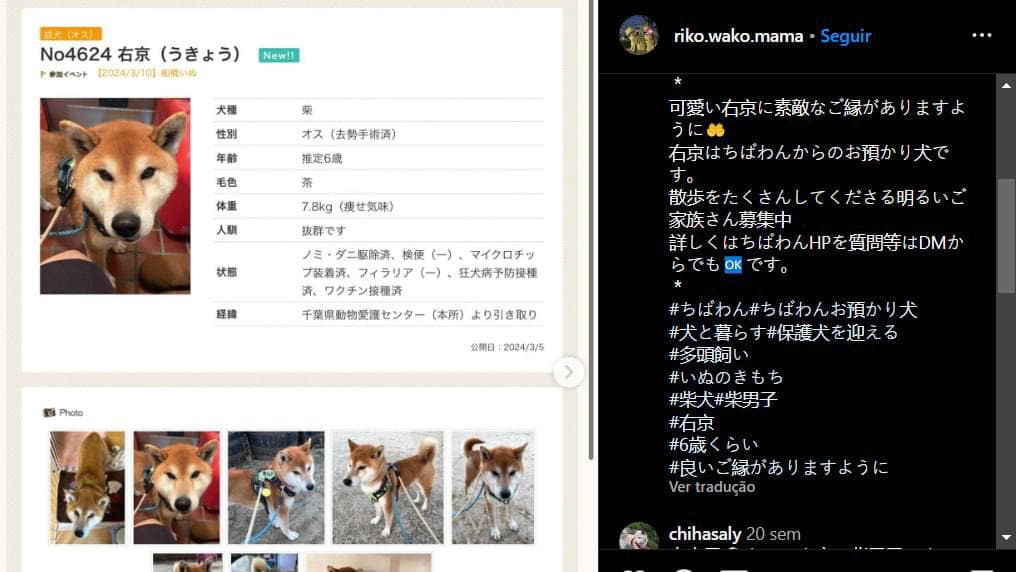 成犬（オス）
No4624 右京（うきょう） New!!
参加イベント 【2024/3/10】船橋いぬ
犬種 柴
性別 オス（去勢手術済）
年齢 推定6歳
毛色 茶
体重 7.8kg（痩せ気味）
人馴 抜群です
状態 ノミ・ダニ駆除済、検便（ー）、マイクロチッ
プ装着済、フィラリア（ー）、狂犬病予防接種
済、ワクチン接種済
経緯 千葉県動物愛護センター（本所）より引き取り
公開日：2024/3/5
Photo
riko.wako.mama • Seguir
*
可愛い右京に素敵なご縁がありますよ
うに🤲
右京はちばわんからのお預かり犬で
す。
散歩をたくさんしてくださる明るいご
家族さん募集中
詳しくはちばわんHPを質問等はDMか
らでも🆗です。
*
#ちばわん#ちばわんお預かり犬
#犬と暮らす#保護犬を迎える
#多頭飼い
#いぬのきもち
#柴犬#柴男子
#右京
#6歳くらい
#良いご縁がありますように
Ver tradução
chihasaly 20 sem